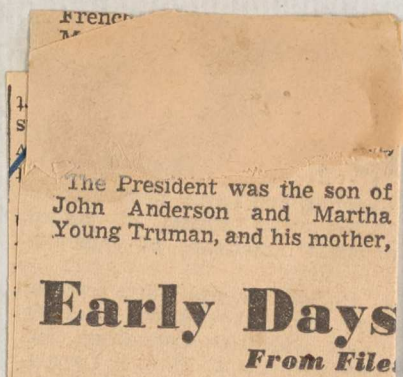 French
The President was the son of
John Anderson and Martha
Young Truman, and his mother,
Early Days
From File